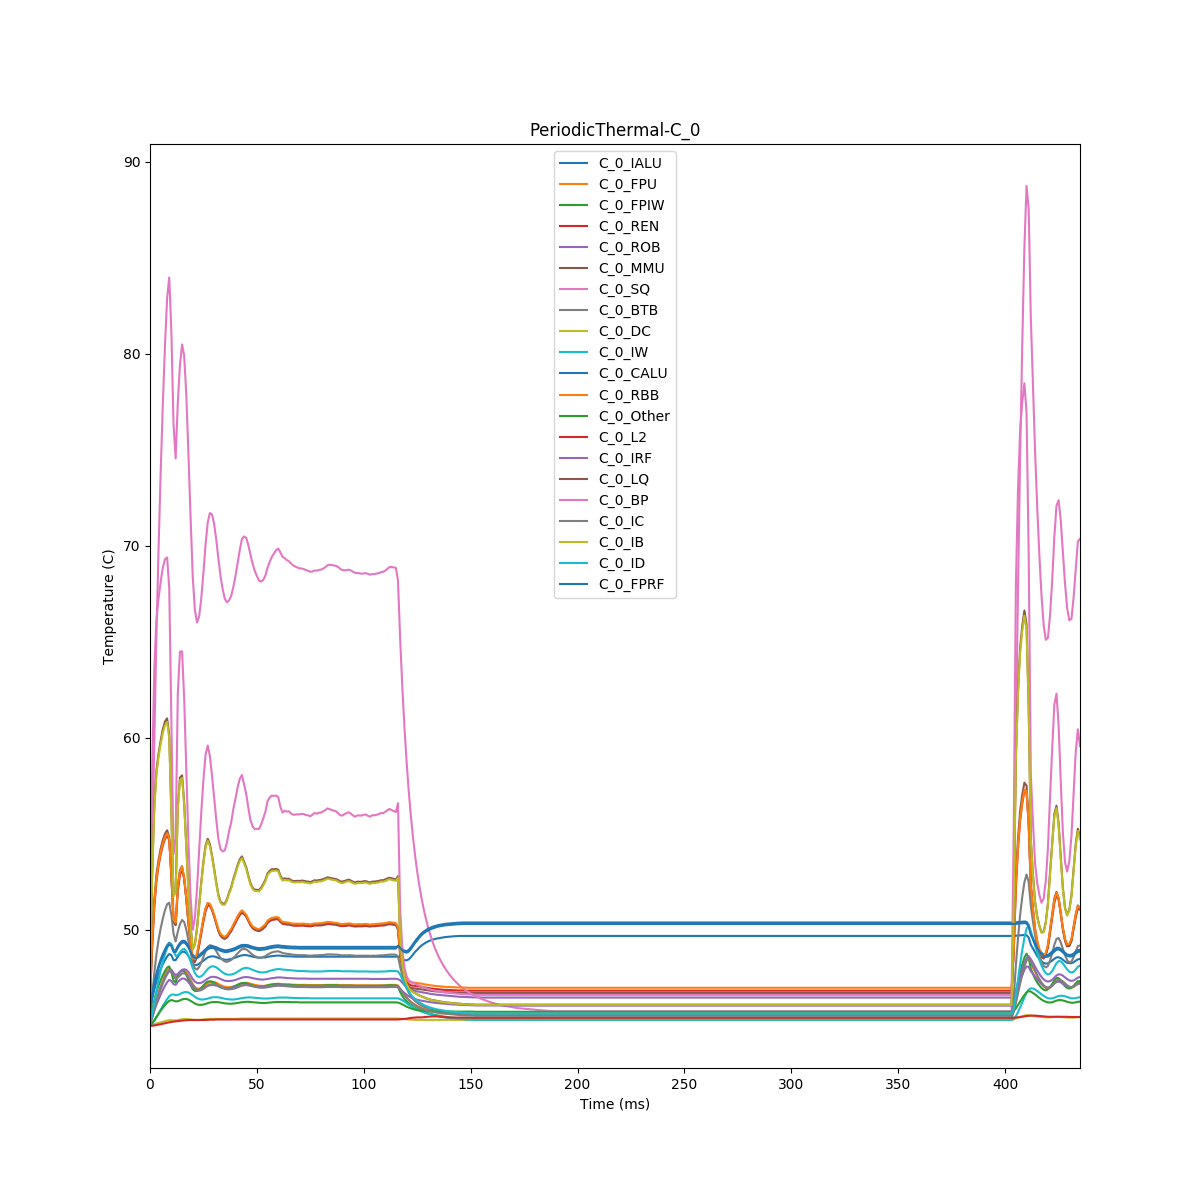 PeriodicThermal-C_0
90
80
70
60
50
Temperature (C)
C_0_IALU
C_0_FPU
C_0_FPIW
C_0_REN
C_0_ROB
C_0_MMU
C_0_SQ
C_0_BTB
C_0_DC
C_0_IW
C_0_CALU
C_0_RBB
C_0_Other
C_0_L2
C_0_IRF
C_0_LQ
C_0_BP
C_0_IC
C_0_IB
C_0_ID
C_0_FPRF
0 50 100 150 200 250 300 350 400
Time (ms)